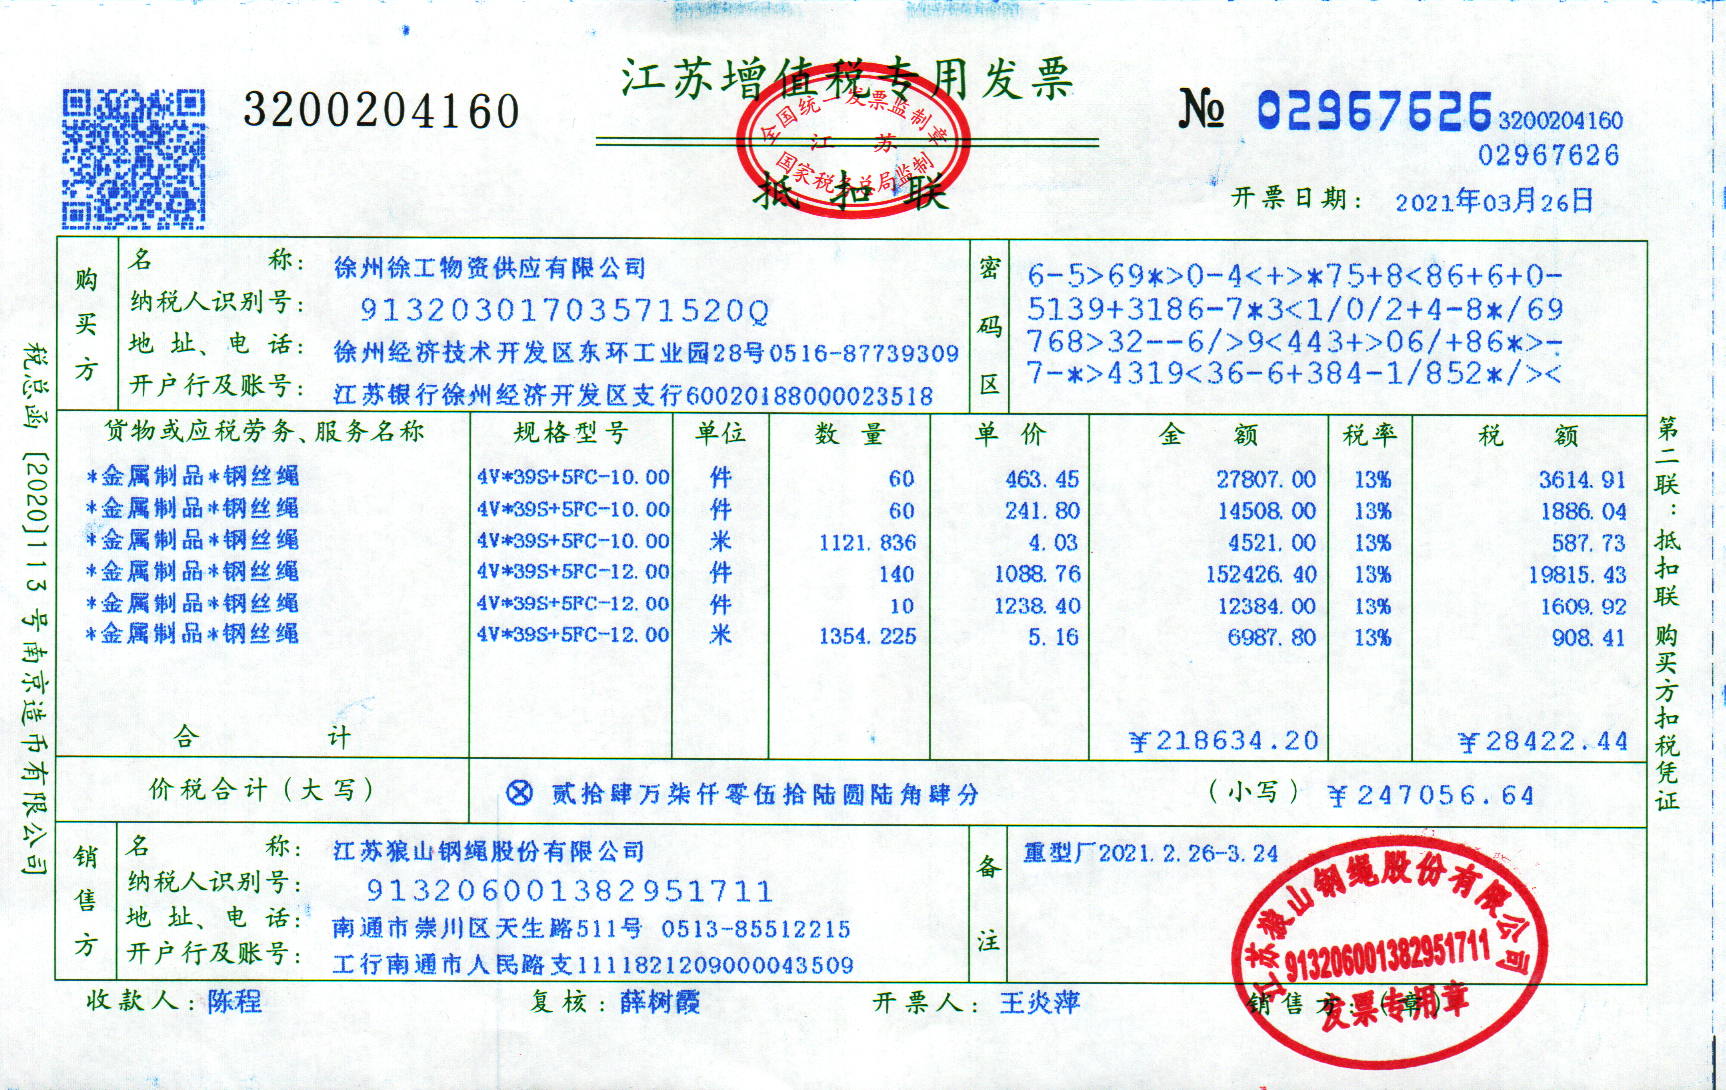 江苏增值税专用发票
3200204160
№ 02967626 3200204160
02967626
全国统一发票监制章
江 苏
国家税务总局监制
抵扣联
开票日期： 2021年03月26日
购买方
名 称： 徐州徐工物资供应有限公司
纳税人识别号： 91320301703571520Q
地 址、电 话： 徐州经济技术开发区东环工业园28号0516-87739309
开户行及账号： 江苏银行徐州经济开发区支行60020188000023518
密码区
6-5>69*>0-4<+>*75+8<86+6+0-
5139+3186-7*3<1/0/2+4-8*/69
768>32--6/>9<443+>06/+86*>-
7-*>4319<36-6+384-1/852*/><
货物或应税劳务、服务名称 规格型号 单位 数 量 单 价 金 额 税率 税 额
*金属制品*钢丝绳 4V*39S+5FC-10.00 件 60 463.45 27807.00 13% 3614.91
*金属制品*钢丝绳 4V*39S+5FC-10.00 件 60 241.80 14508.00 13% 1886.04
*金属制品*钢丝绳 4V*39S+5FC-10.00 米 1121.836 4.03 4521.00 13% 587.73
*金属制品*钢丝绳 4V*39S+5FC-12.00 件 140 1088.76 152426.40 13% 19815.43
*金属制品*钢丝绳 4V*39S+5FC-12.00 件 10 1238.40 12384.00 13% 1609.92
*金属制品*钢丝绳 4V*39S+5FC-12.00 米 1354.225 5.16 6987.80 13% 908.41
合 计 ¥218634.20 ¥28422.44
价税合计（大写） ⊗ 贰拾肆万柒仟零伍拾陆圆陆角肆分 （小写） ¥247056.64
销售方
名 称： 江苏狼山钢绳股份有限公司
纳税人识别号： 913206001382951711
地 址、电 话： 南通市崇川区天生路511号 0513-85512215
开户行及账号： 工行南通市人民路支1111821209000043509
备注
重型厂2021.2.26-3.24
收款人：陈程 复核：薛树霞 开票人：王炎萍 销售方：（章）
江苏狼山钢绳股份有限公司
913206001382951711
发票专用章
税总函〔2020〕113号南京造币有限公司
第二联：抵扣联 购买方扣税凭证